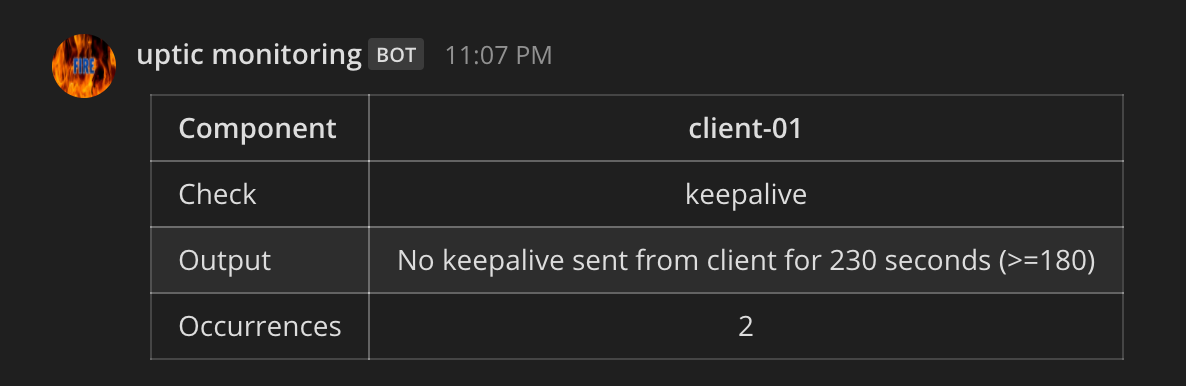 FIRE
uptic monitoring BOT 11:07 PM
Component client-01
Check keepalive
Output No keepalive sent from client for 230 seconds (>=180)
Occurrences 2